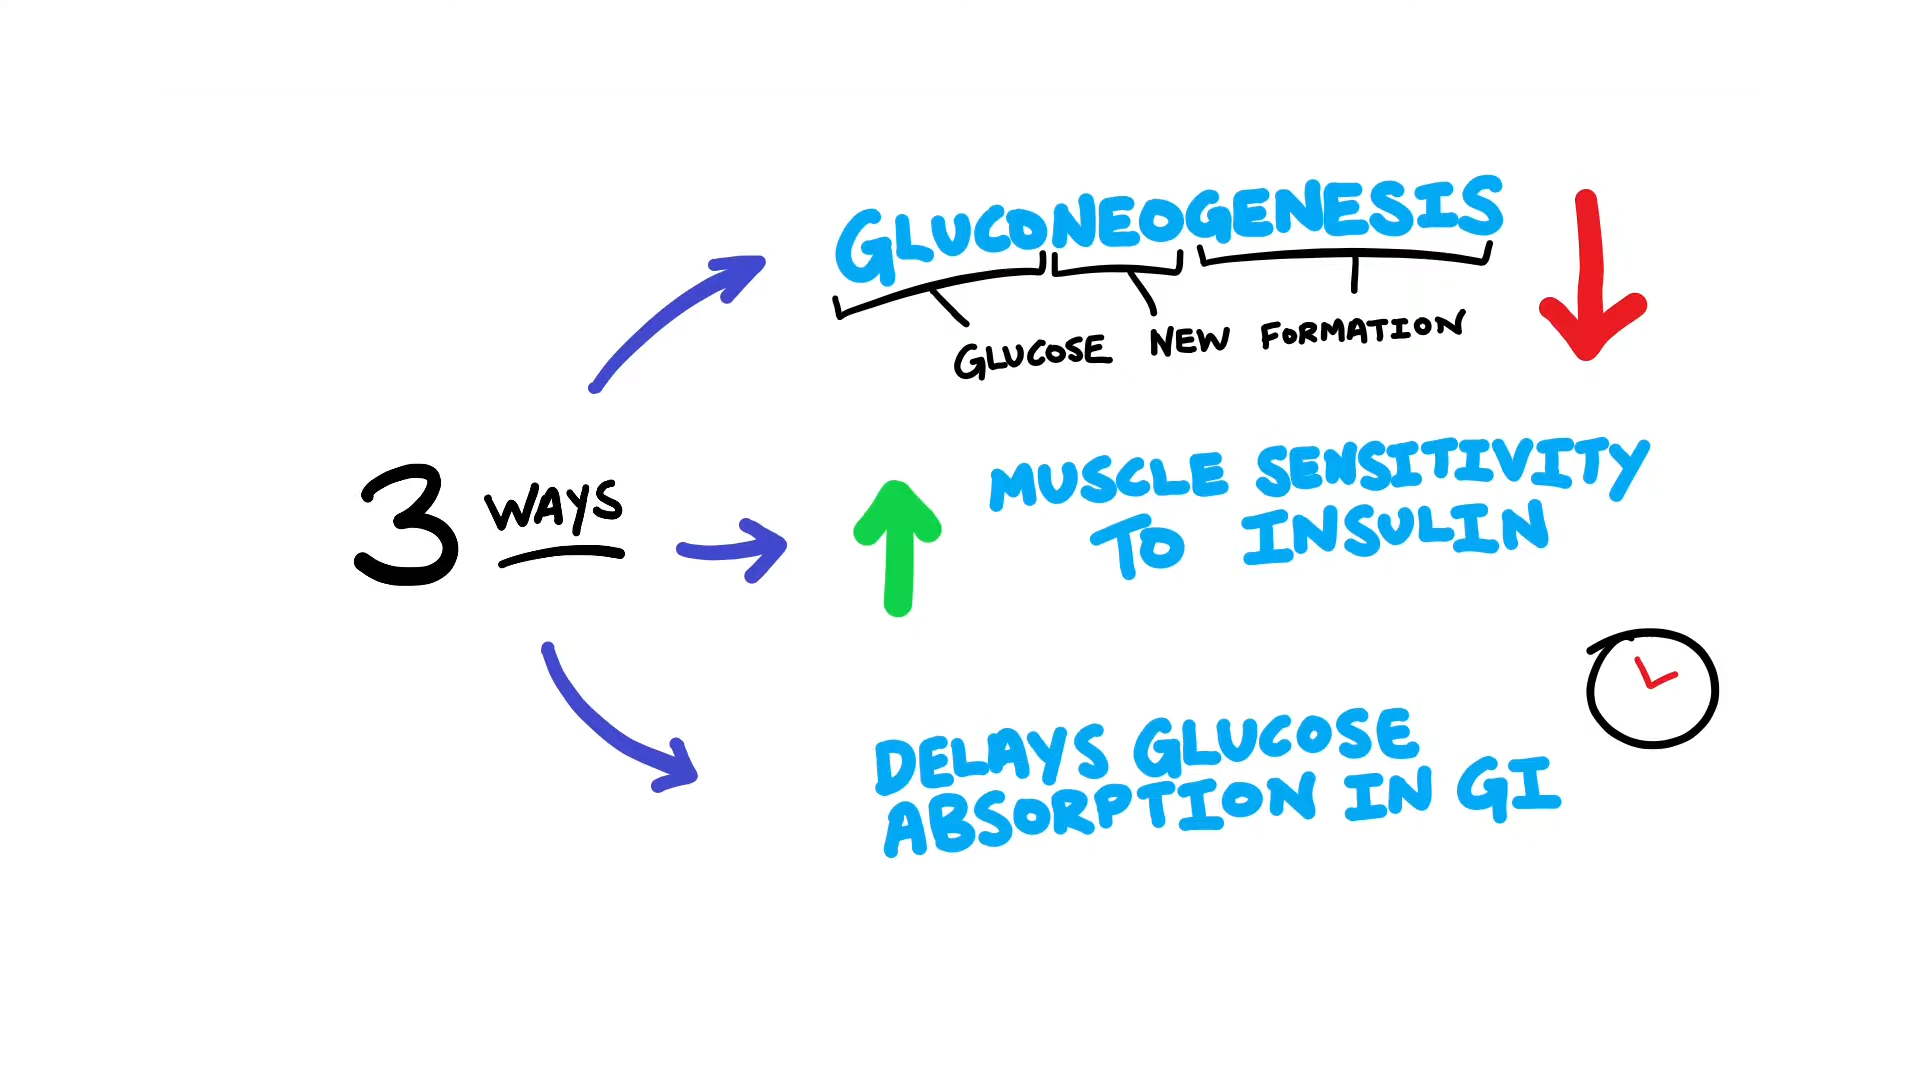 GLUCONEOGENESIS
GLUCOSE NEW FORMATION
3 WAYS
MUSCLE SENSITIVITY
TO INSULIN
DELAYS GLUCOSE
ABSORPTION IN GI